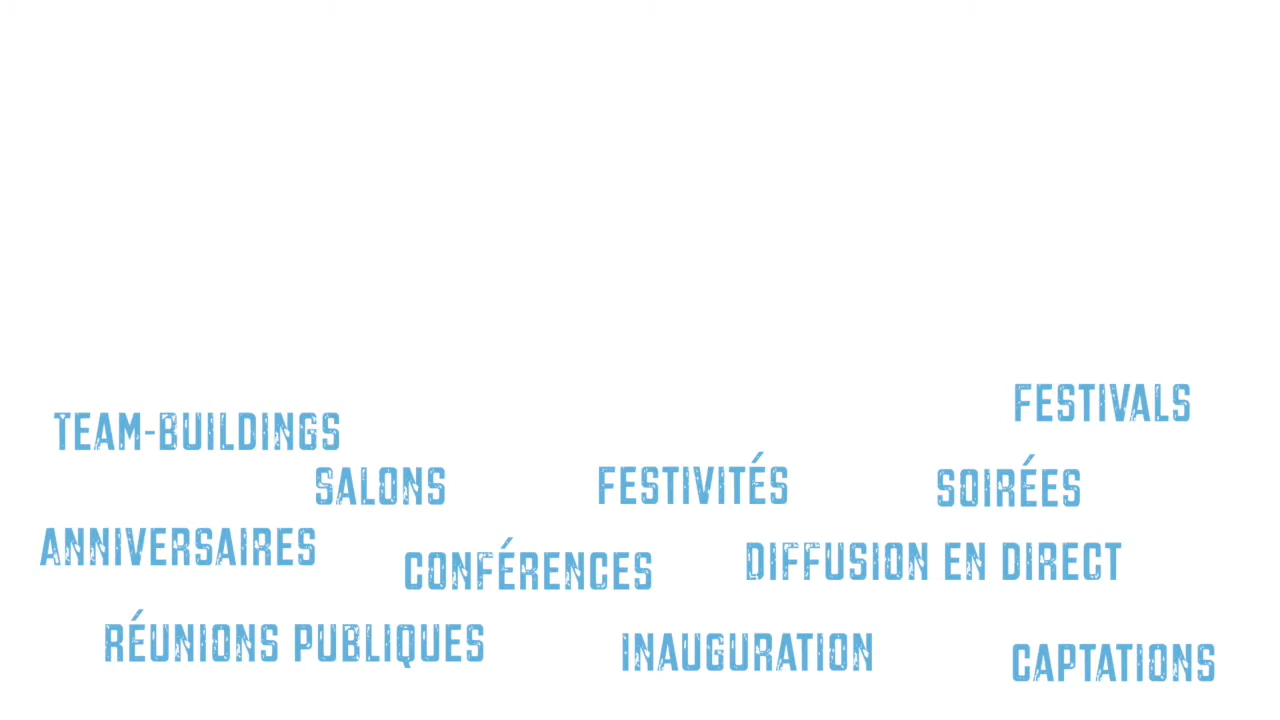 FESTIVALS
TEAM-BUILDINGS
SALONS
FESTIVITÉS
SOIRÉES
ANNIVERSAIRES
CONFÉRENCES
DIFFUSION EN DIRECT
RÉUNIONS PUBLIQUES
INAUGURATION
CAPTATIONS